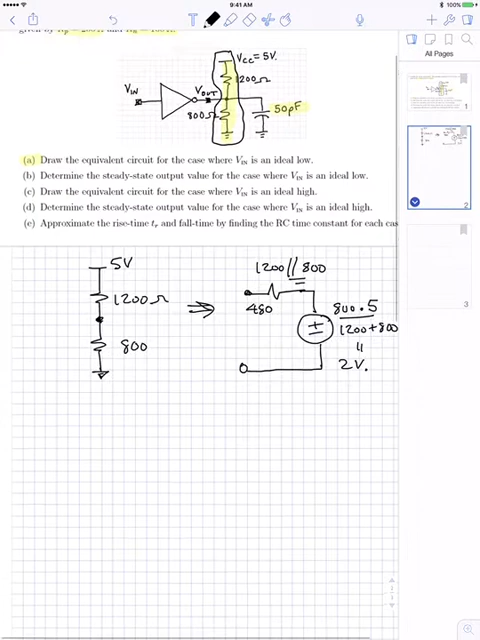 9:41 AM
100%
All Pages
VCC=5V.
1200Ω
VIN
VOUT
800Ω
50pF
(a) Draw the equivalent circuit for the case where VIN is an ideal low.
(b) Determine the steady-state output value for the case where VIN is an ideal low.
(c) Draw the equivalent circuit for the case where VIN is an ideal high.
(d) Determine the steady-state output value for the case where VIN is an ideal high.
(e) Approximate the rise-time tr and fall-time by finding the RC time constant for each cas
1
2
3
5V
1200Ω
800
1200//800
=
480
800 · 5
1200+800
"
2V.